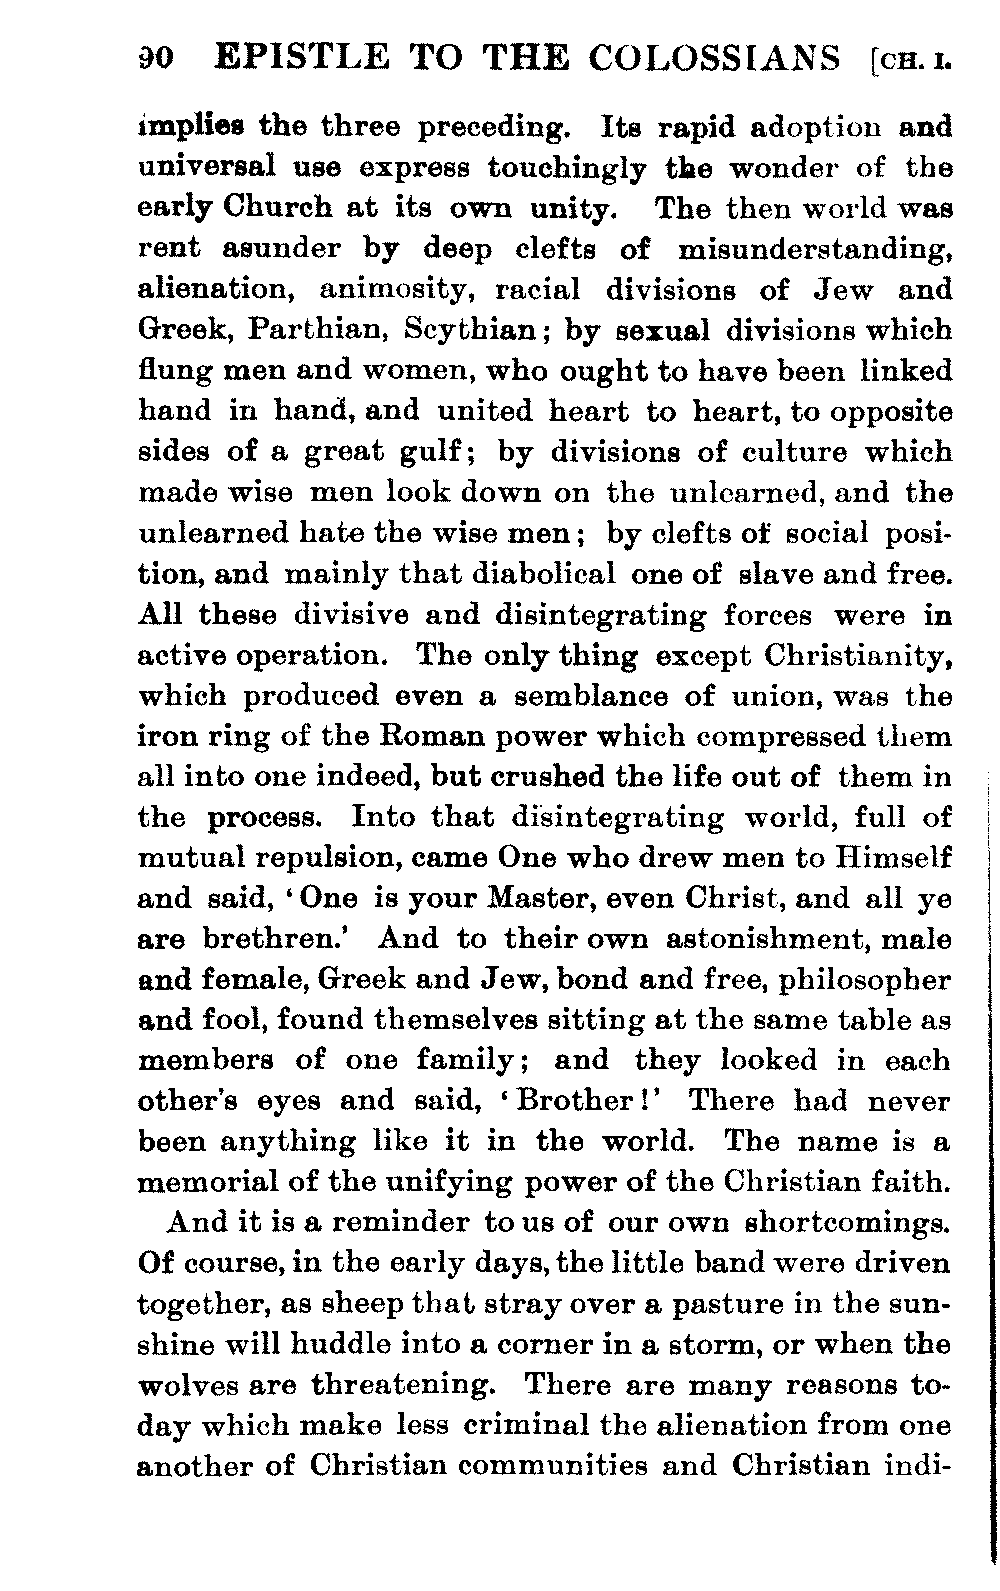 90 EPISTLE TO THE COLOSSIANS [CH. I.
implies the three preceding. Its rapid adoption and
universal use express touchingly the wonder of the
early Church at its own unity. The then world was
rent asunder by deep clefts of misunderstanding,
alienation, animosity, racial divisions of Jew and
Greek, Parthian, Scythian; by sexual divisions which
flung men and women, who ought to have been linked
hand in hand, and united heart to heart, to opposite
sides of a great gulf; by divisions of culture which
made wise men look down on the unlearned, and the
unlearned hate the wise men; by clefts of social posi-
tion, and mainly that diabolical one of slave and free.
All these divisive and disintegrating forces were in
active operation. The only thing except Christianity,
which produced even a semblance of union, was the
iron ring of the Roman power which compressed them
all into one indeed, but crushed the life out of them in
the process. Into that disintegrating world, full of
mutual repulsion, came One who drew men to Himself
and said, ‘One is your Master, even Christ, and all ye
are brethren.’ And to their own astonishment, male
and female, Greek and Jew, bond and free, philosopher
and fool, found themselves sitting at the same table as
members of one family; and they looked in each
other’s eyes and said, ‘Brother!’ There had never
been anything like it in the world. The name is a
memorial of the unifying power of the Christian faith.
And it is a reminder to us of our own shortcomings.
Of course, in the early days, the little band were driven
together, as sheep that stray over a pasture in the sun-
shine will huddle into a corner in a storm, or when the
wolves are threatening. There are many reasons to-
day which make less criminal the alienation from one
another of Christian communities and Christian indi-